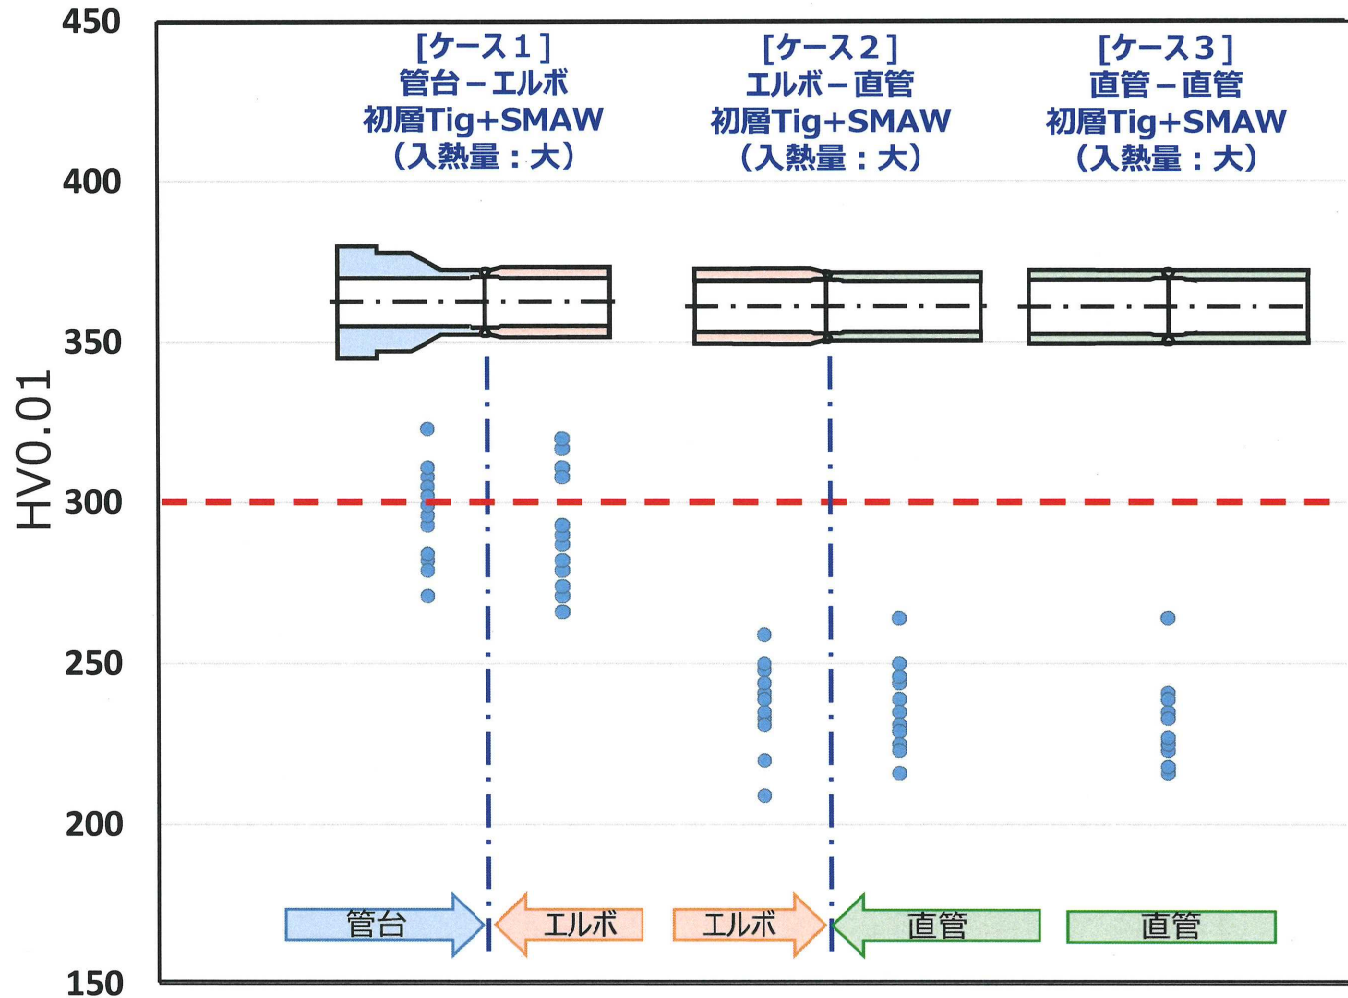 450
400
350
300
250
200
150
HV0.01
[ケース1]
管台－エルボ
初層Tig+SMAW
（入熱量：大）
[ケース2]
エルボ－直管
初層Tig+SMAW
（入熱量：大）
[ケース3]
直管－直管
初層Tig+SMAW
（入熱量：大）
管台
エルボ
エルボ
直管
直管